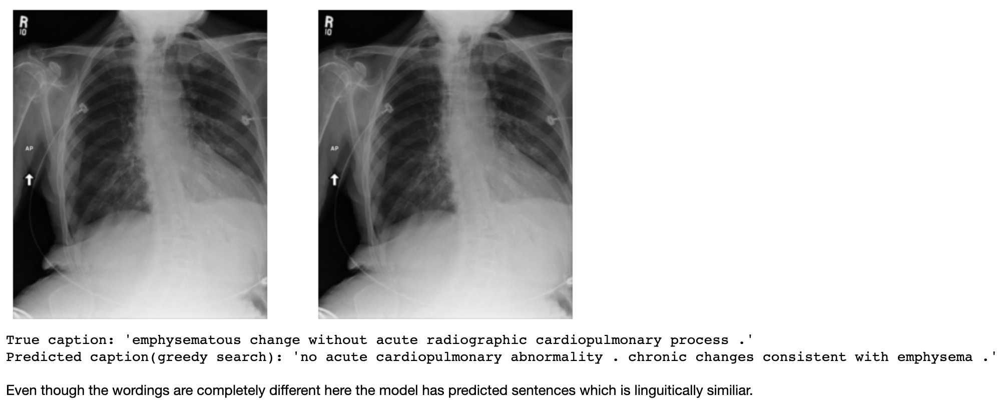 R R
10 10
AP AP
True caption: 'emphysematous change without acute radiographic cardiopulmonary process .'
Predicted caption(greedy search): 'no acute cardiopulmonary abnormality . chronic changes consistent with emphysema .'
Even though the wordings are completely different here the model has predicted sentences which is linguitically similiar.